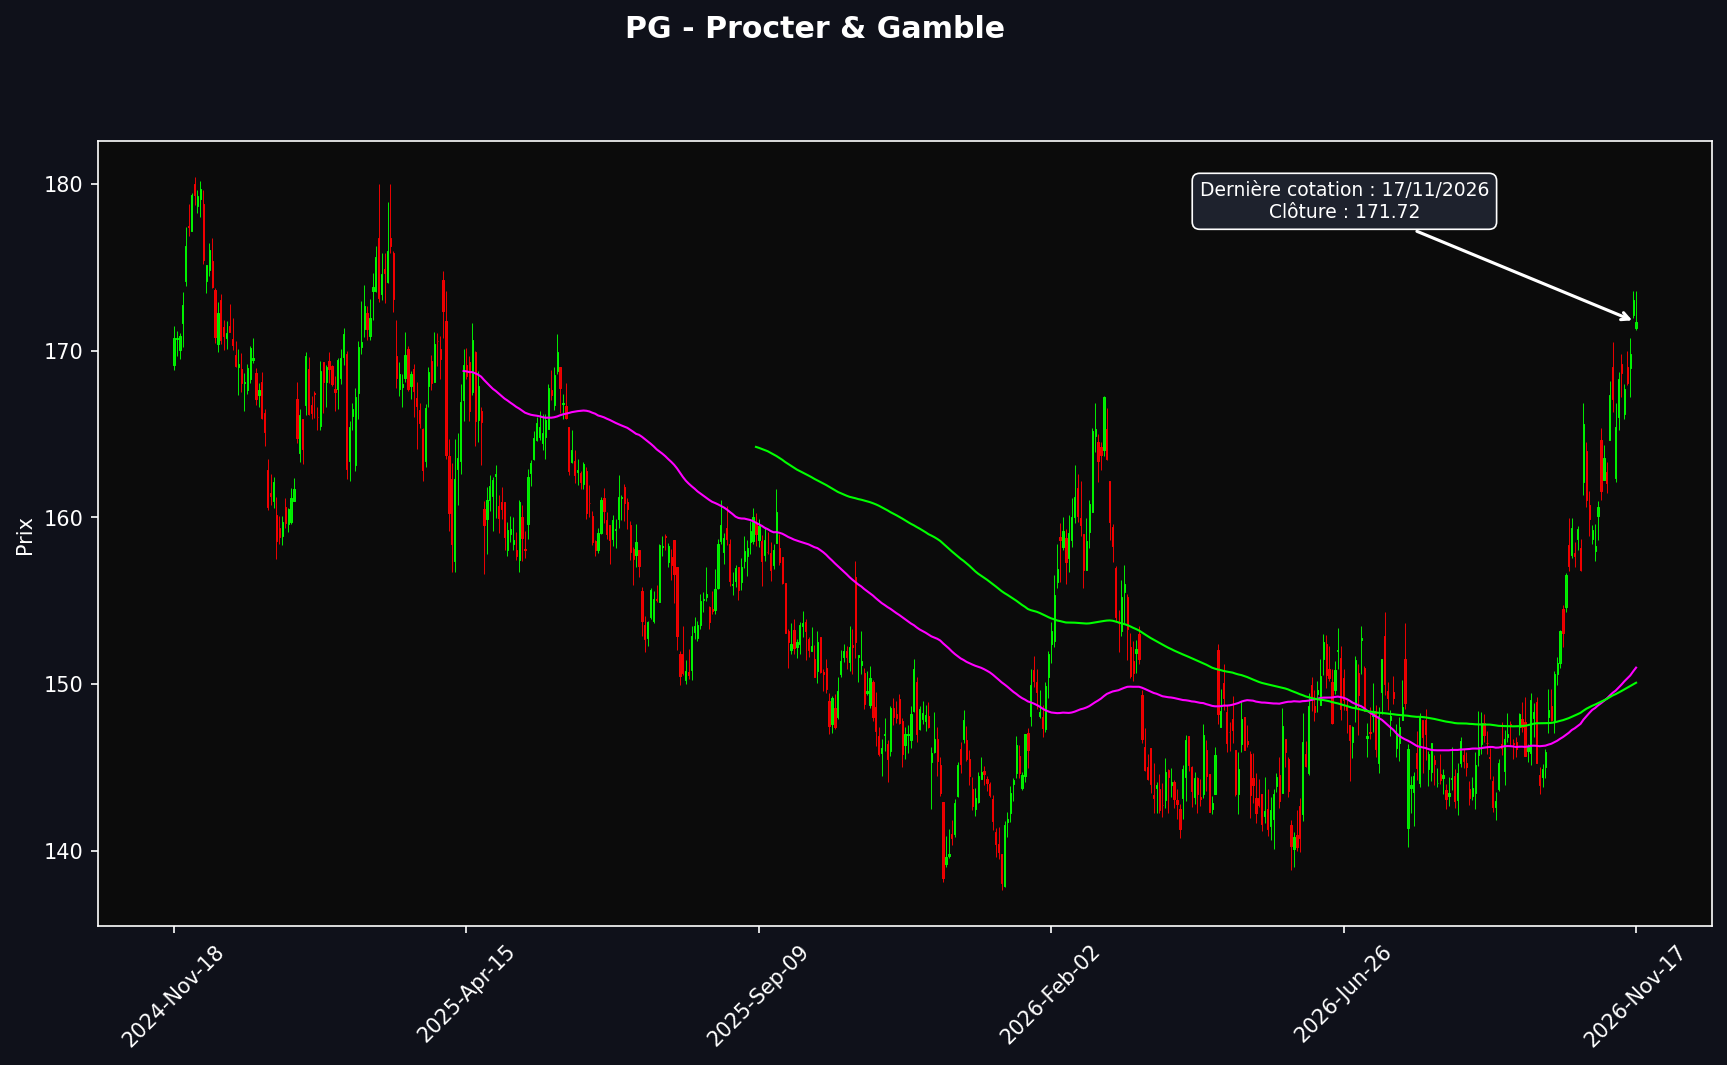 PG - Procter & Gamble
Dernière cotation : 17/11/2026
Clôture : 171.72
Prix
180
170
160
150
140
2024-Nov-18
2025-Apr-15
2025-Sep-09
2026-Feb-02
2026-Jun-26
2026-Nov-17